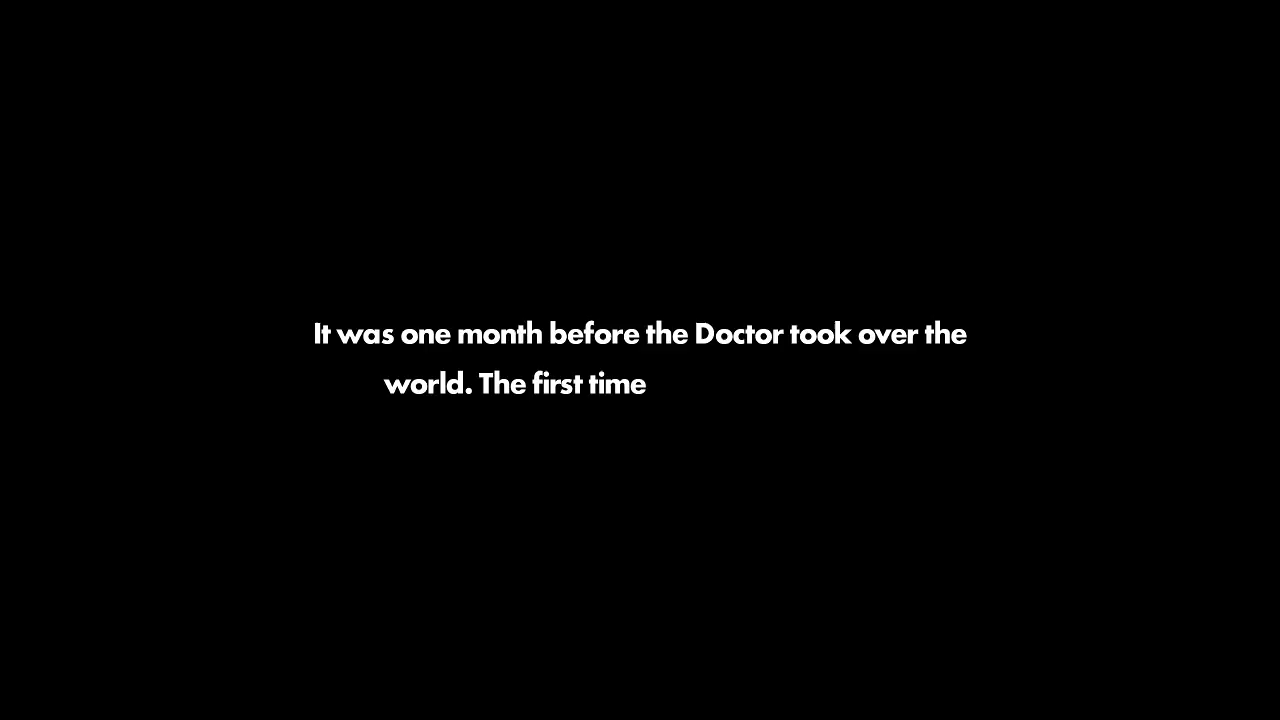 It was one month before the Doctor took over the
world. The first time